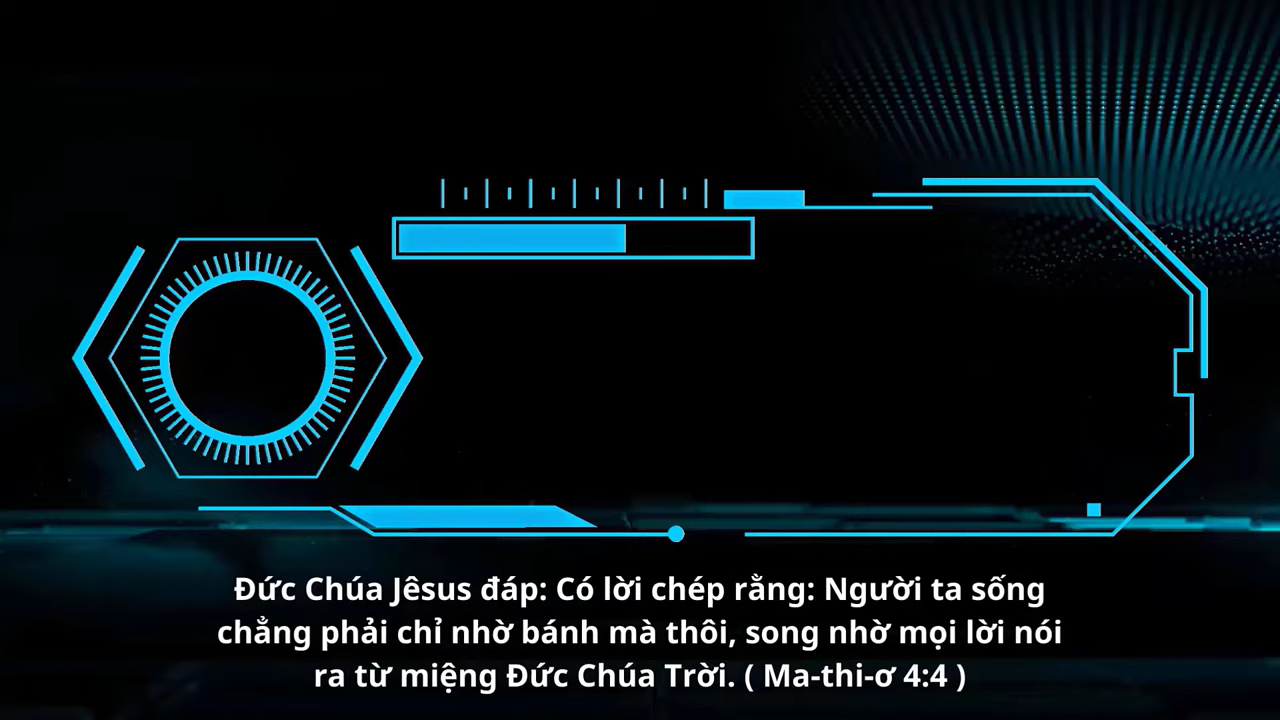 Đức Chúa Jêsus đáp: Có lời chép rằng: Người ta sống
chẳng phải chỉ nhờ bánh mà thôi, song nhờ mọi lời nói
ra từ miệng Đức Chúa Trời. ( Ma-thi-ơ 4:4 )